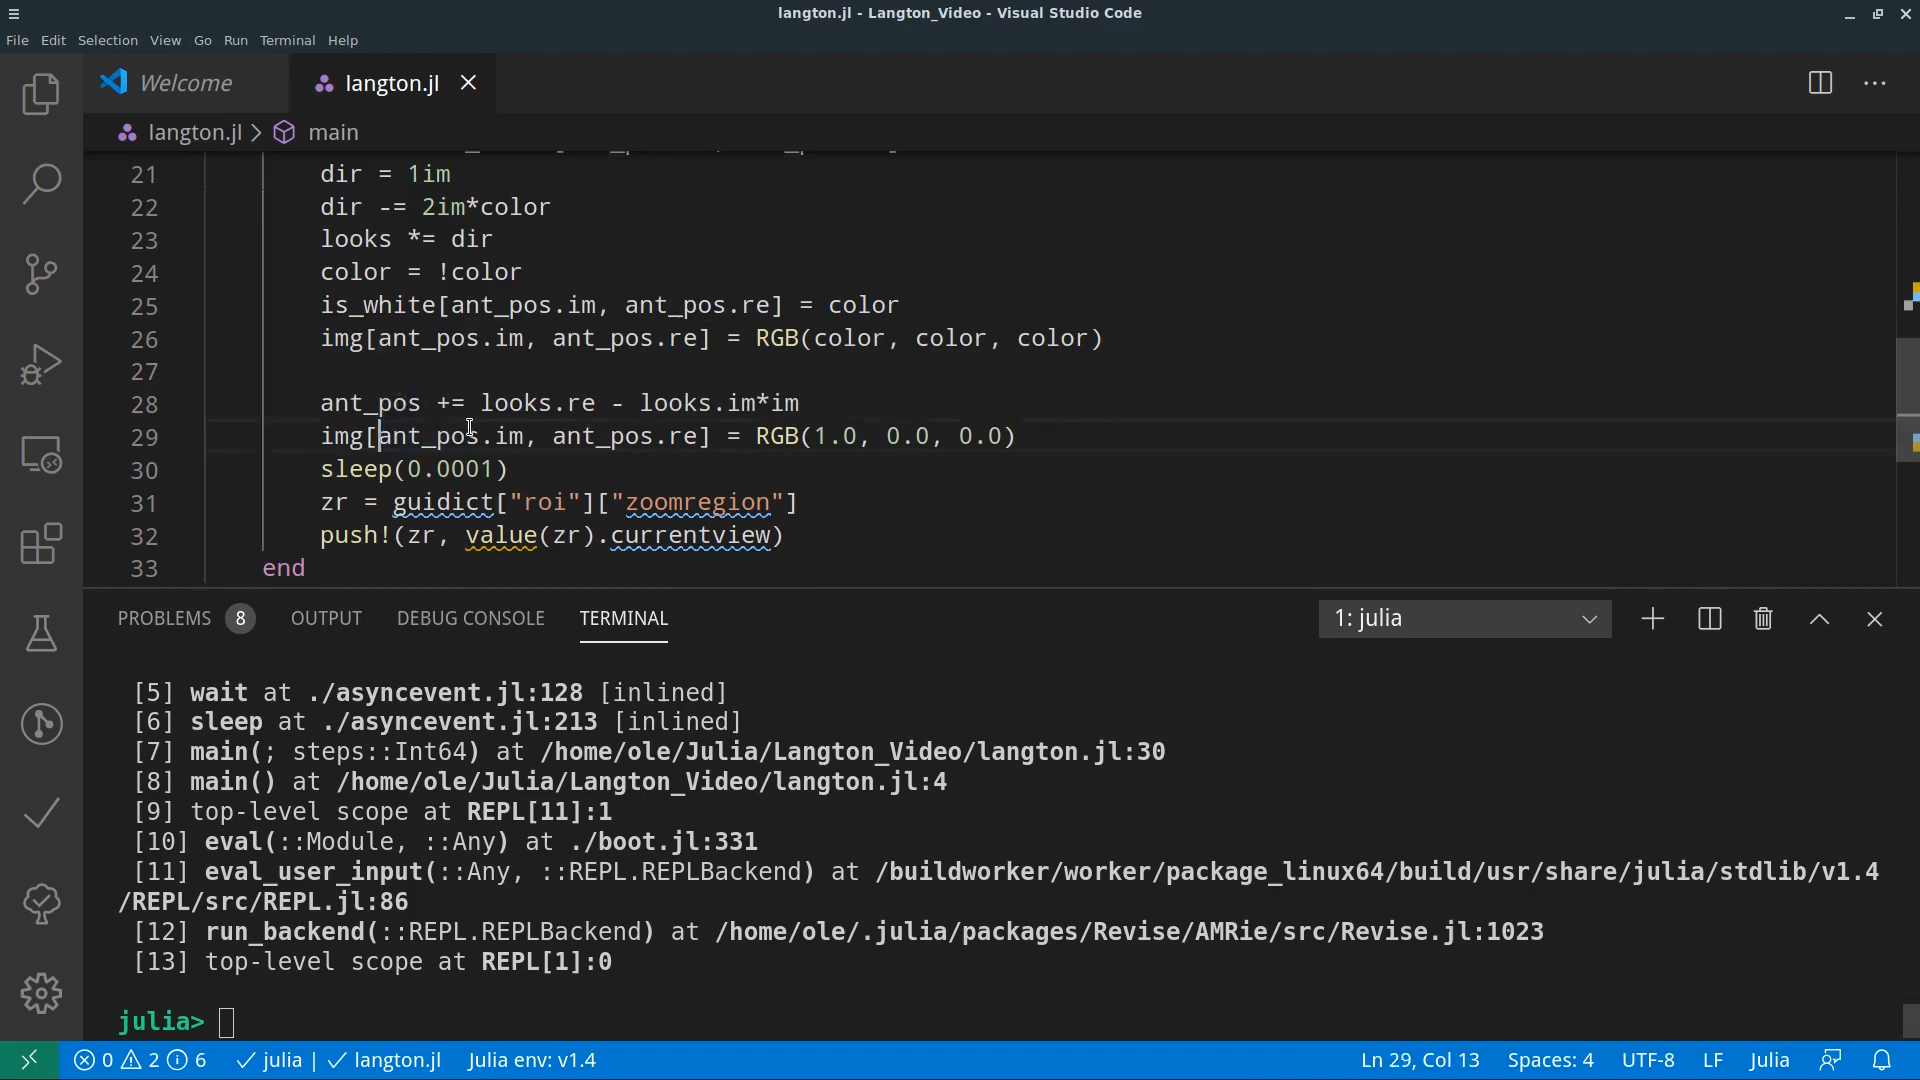 langton.jl - Langton_Video - Visual Studio Code
File Edit Selection View Go Run Terminal Help
Welcome langton.jl
langton.jl > main
21 dir = 1im
22 dir -= 2im*color
23 looks *= dir
24 color = !color
25 is_white[ant_pos.im, ant_pos.re] = color
26 img[ant_pos.im, ant_pos.re] = RGB(color, color, color)
27
28 ant_pos += looks.re - looks.im*im
29 img[ant_pos.im, ant_pos.re] = RGB(1.0, 0.0, 0.0)
30 sleep(0.0001)
31 zr = guidict["roi"]["zoomregion"]
32 push!(zr, value(zr).currentview)
33 end
PROBLEMS 8 OUTPUT DEBUG CONSOLE TERMINAL 1: julia
[5] wait at ./asyncevent.jl:128 [inlined]
[6] sleep at ./asyncevent.jl:213 [inlined]
[7] main(; steps::Int64) at /home/ole/Julia/Langton_Video/langton.jl:30
[8] main() at /home/ole/Julia/Langton_Video/langton.jl:4
[9] top-level scope at REPL[11]:1
[10] eval(::Module, ::Any) at ./boot.jl:331
[11] eval_user_input(::Any, ::REPL.REPLBackend) at /buildworker/worker/package_linux64/build/usr/share/julia/stdlib/v1.4
/REPL/src/REPL.jl:86
[12] run_backend(::REPL.REPLBackend) at /home/ole/.julia/packages/Revise/AMRie/src/Revise.jl:1023
[13] top-level scope at REPL[1]:0
julia>
0 2 6 julia | langton.jl Julia env: v1.4 Ln 29, Col 13 Spaces: 4 UTF-8 LF Julia